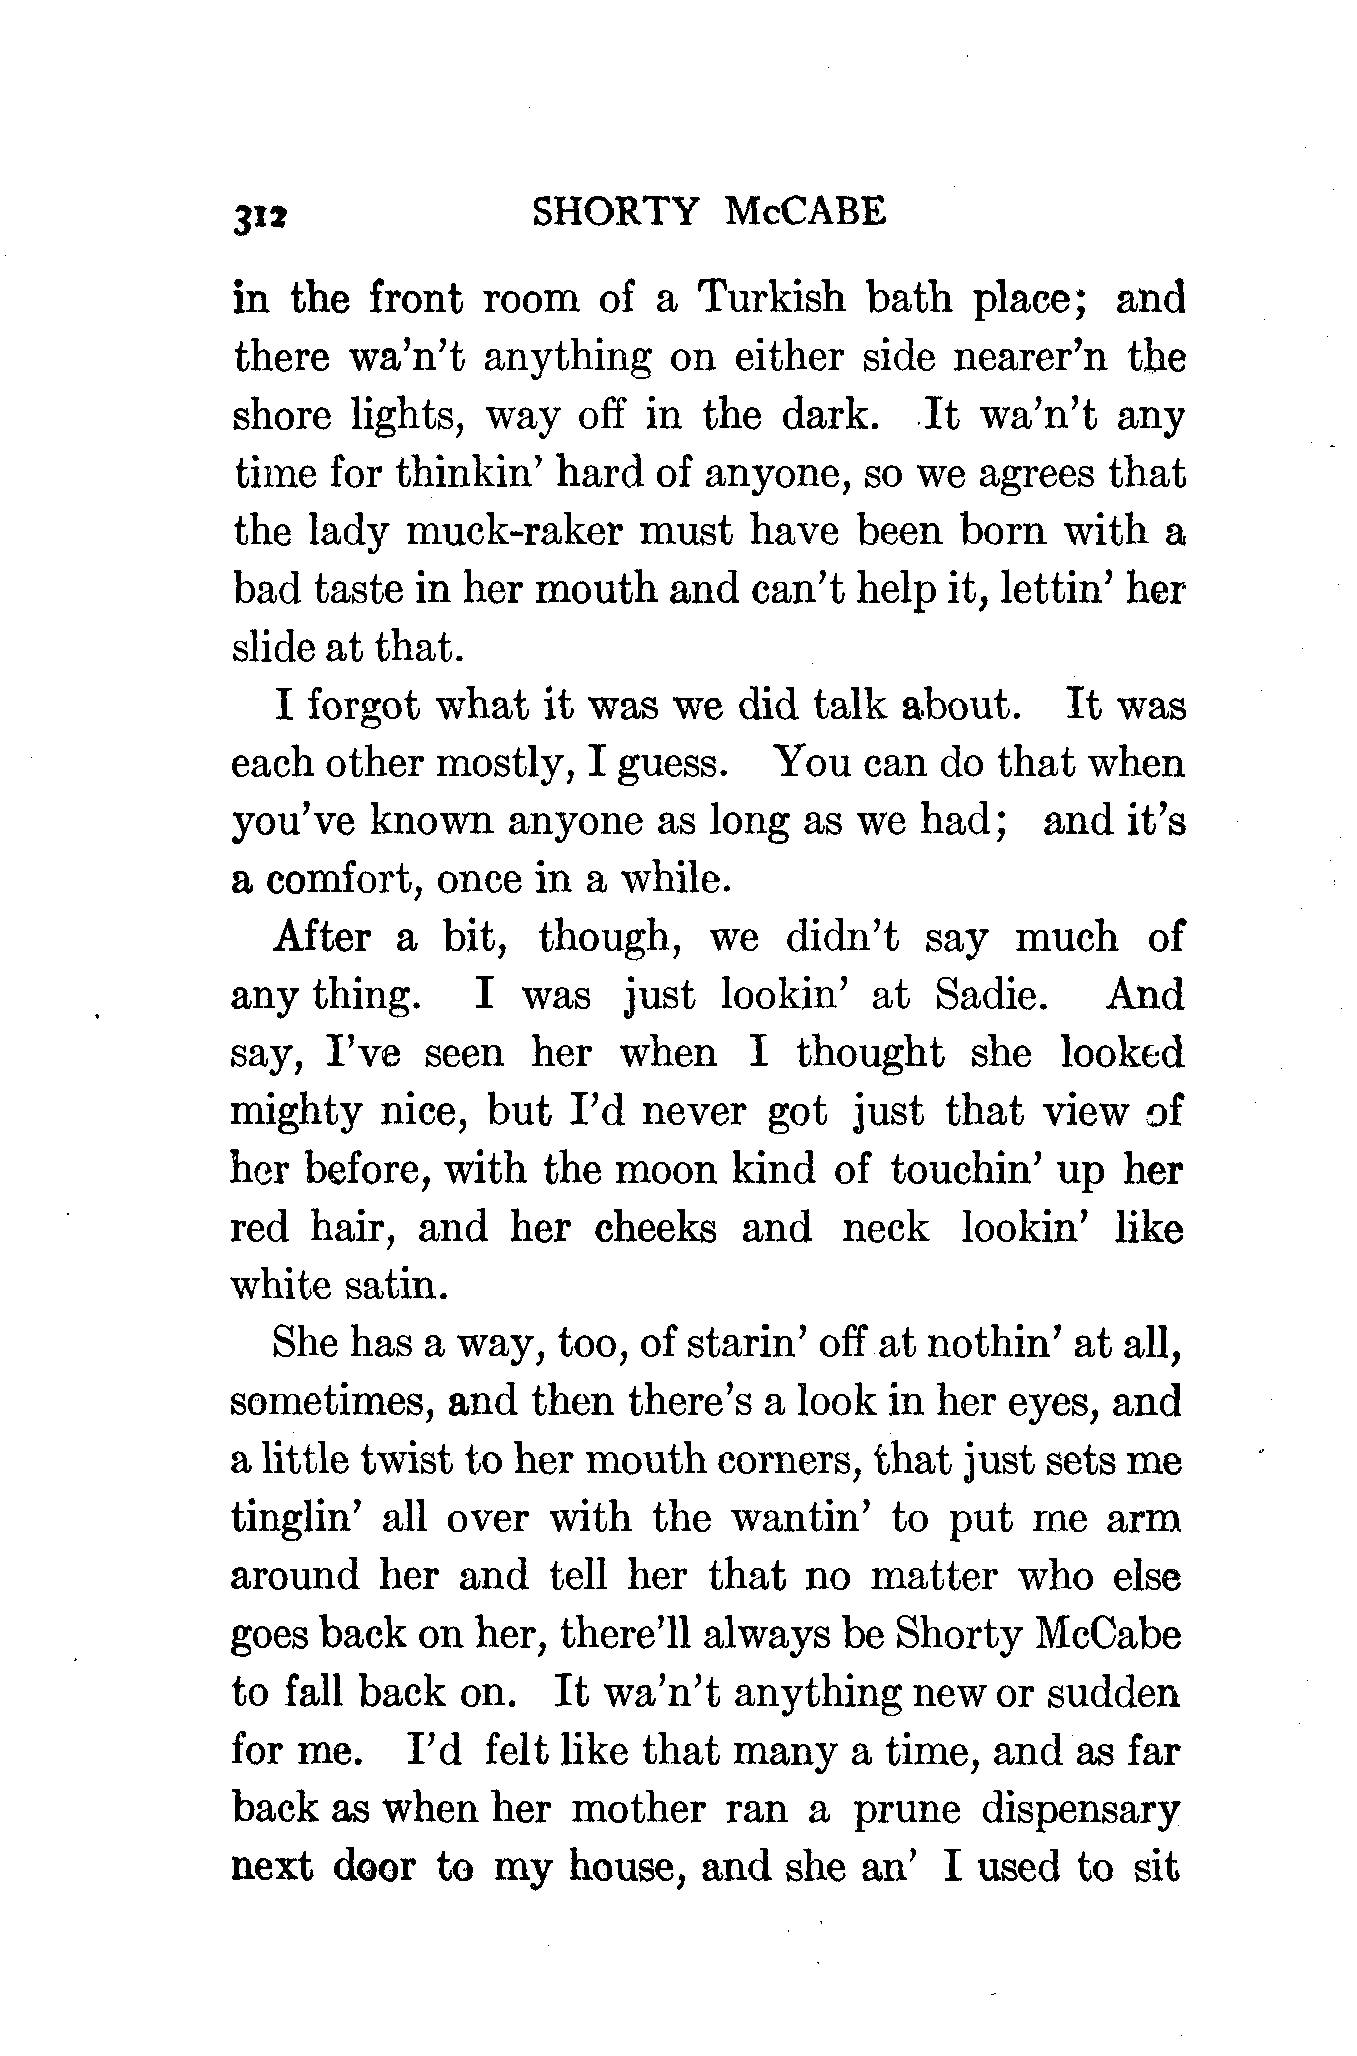 312 SHORTY McCABE
in the front room of a Turkish bath place; and
there wa'n't anything on either side nearer'n the
shore lights, way off in the dark. It wa'n't any
time for thinkin' hard of anyone, so we agrees that
the lady muck-raker must have been born with a
bad taste in her mouth and can't help it, lettin' her
slide at that.
I forgot what it was we did talk about. It was
each other mostly, I guess. You can do that when
you've known anyone as long as we had; and it's
a comfort, once in a while.
After a bit, though, we didn't say much of
any thing. I was just lookin' at Sadie. And
say, I've seen her when I thought she looked
mighty nice, but I'd never got just that view of
her before, with the moon kind of touchin' up her
red hair, and her cheeks and neck lookin' like
white satin.
She has a way, too, of starin' off at nothin' at all,
sometimes, and then there's a look in her eyes, and
a little twist to her mouth corners, that just sets me
tinglin' all over with the wantin' to put me arm
around her and tell her that no matter who else
goes back on her, there'll always be Shorty McCabe
to fall back on. It wa'n't anything new or sudden
for me. I'd felt like that many a time, and as far
back as when her mother ran a prune dispensary
next door to my house, and she an' I used to sit